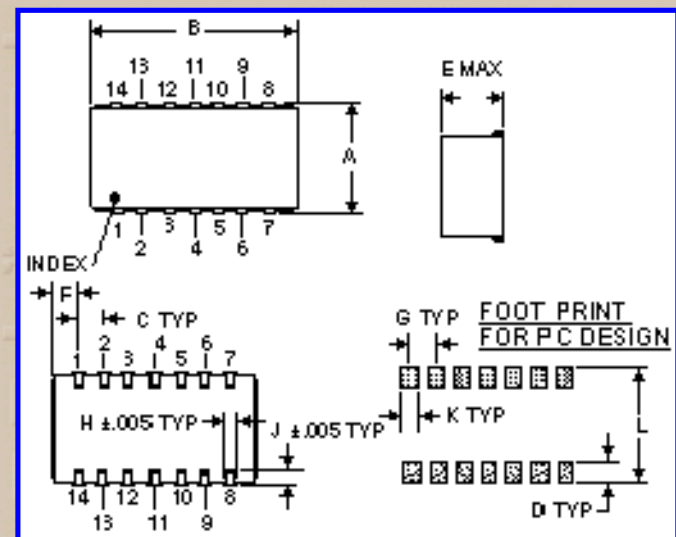 B
13 11 9
14 12 10 8
E MAX
A
1 3 5 7
2 4 6
INDEX
F
C TYP
2 4 6
1 3 5 7
H ±.005 TYP
J ±.005 TYP
14 12 10 8
13 11 9
G TYP
FOOT PRINT
FOR PC DESIGN
K TYP
L
D TYP